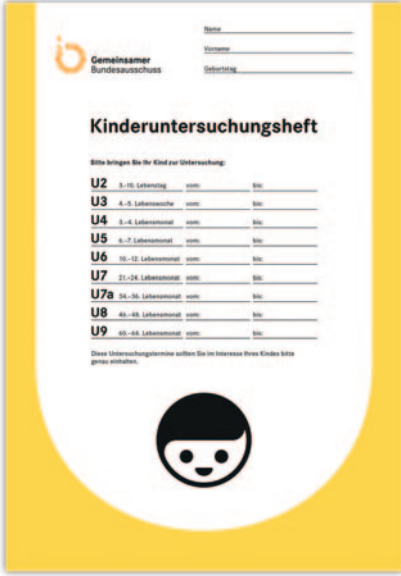 Name
Gemeinsamer
Bundesausschuss
Vorname
Geburtstag
Kinderuntersuchungsheft
Bitte bringen Sie Ihr Kind zur Untersuchung:
U2 3.–10. Lebenstag vom: bis:
U3 4.–5. Lebenswoche vom: bis:
U4 3.–4. Lebensmonat vom: bis:
U5 6.–7. Lebensmonat vom: bis:
U6 10.–12. Lebensmonat vom: bis:
U7 21.–24. Lebensmonat vom: bis:
U7a 34.–36. Lebensmonat vom: bis:
U8 46.–48. Lebensmonat vom: bis:
U9 60.–64. Lebensmonat vom: bis:
Diese Untersuchungstermine sollten Sie im Interesse Ihres Kindes bitte
genau einhalten.